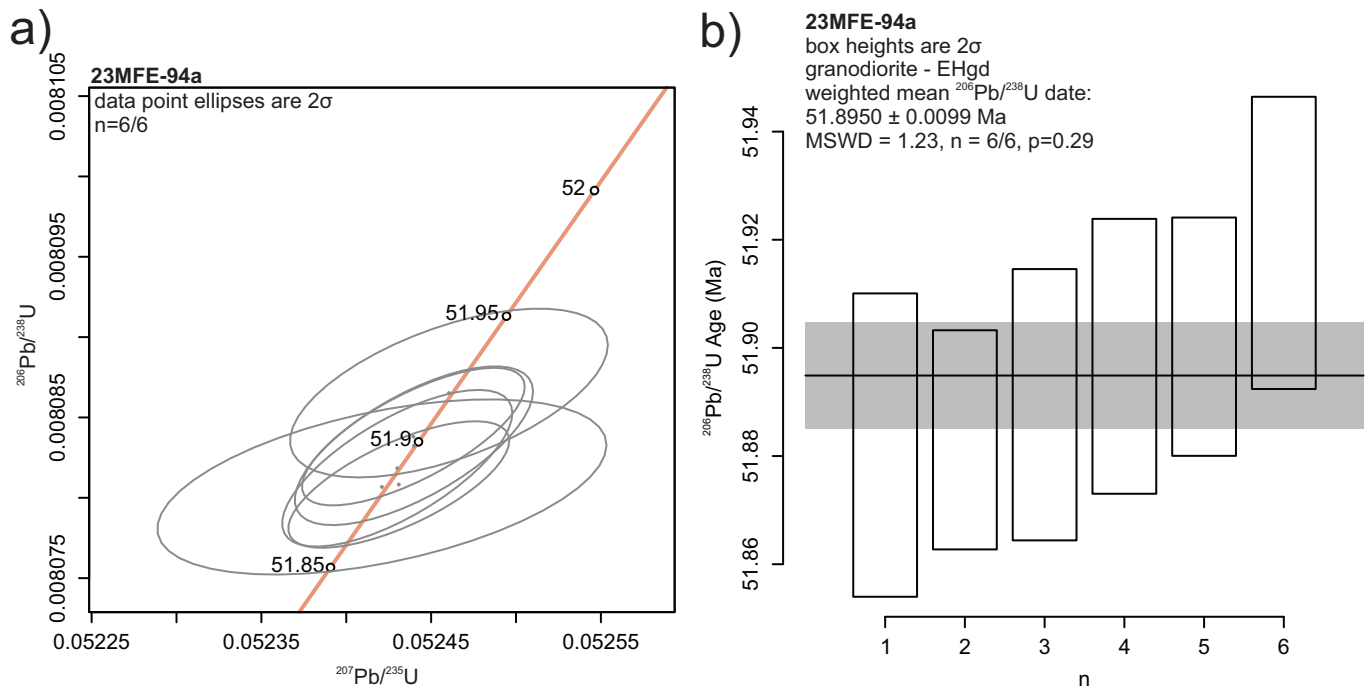 a)
23MFE-94a
data point ellipses are 2σ
n=6/6
52
51.95
51.9
51.85
0.008105
0.008095
0.008085
0.008075
²⁰⁶Pb/²³⁸U
0.05225
0.05235
0.05245
0.05255
²⁰⁷Pb/²³⁵U
b)
23MFE-94a
box heights are 2σ
granodiorite - EHgd
weighted mean ²⁰⁶Pb/²³⁸U date:
51.8950 ± 0.0099 Ma
MSWD = 1.23, n = 6/6, p=0.29
51.94
51.92
51.90
51.88
51.86
²⁰⁶Pb/²³⁸U Age (Ma)
1 2 3 4 5 6
n